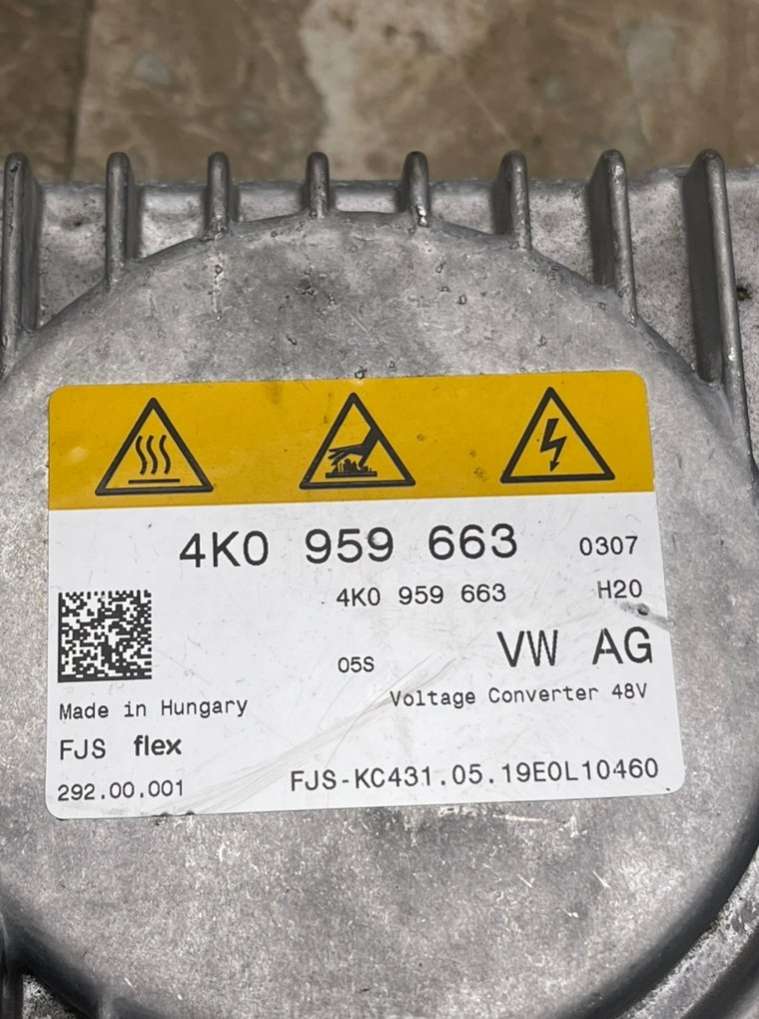 4K0 959 663 0307
4K0 959 663 H20
05S VW AG
Voltage Converter 48V
Made in Hungary
FJS flex
292.00.001 FJS-KC431.05.19E0L10460